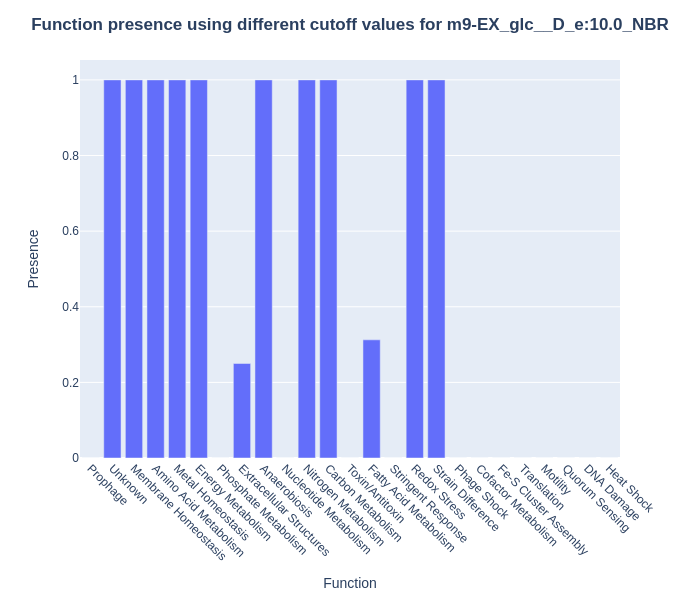 Function presence using different cutoff values for m9-EX_glc__D_e:10.0_NBR
1
0.8
0.6
0.4
0.2
0
Presence
Prophage
Unknown
Membrane Homeostasis
Amino Acid Metabolism
Metal Homeostasis
Energy Metabolism
Phosphate Metabolism
Extracellular Structures
Anaerobiosis
Nucleotide Metabolism
Nitrogen Metabolism
Carbon Metabolism
Toxin/Antitoxin
Fatty Acid Metabolism
Stringent Response
Redox Stress
Strain Difference
Phage Shock
Cofactor Metabolism
Fe-S Cluster Assembly
Translation
Motility
Quorum Sensing
DNA Damage
Heat Shock
Function